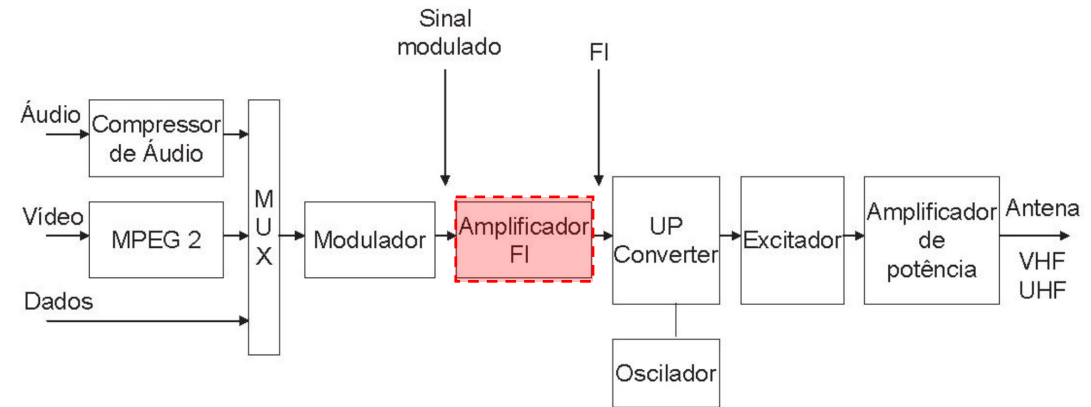 Sinal
modulado
FI
Áudio
Compressor
de Áudio
Vídeo
MPEG 2
Dados
M
U
X
Modulador
Amplificador
FI
UP
Converter
Oscilador
Excitador
Amplificador
de
potência
Antena
VHF
UHF